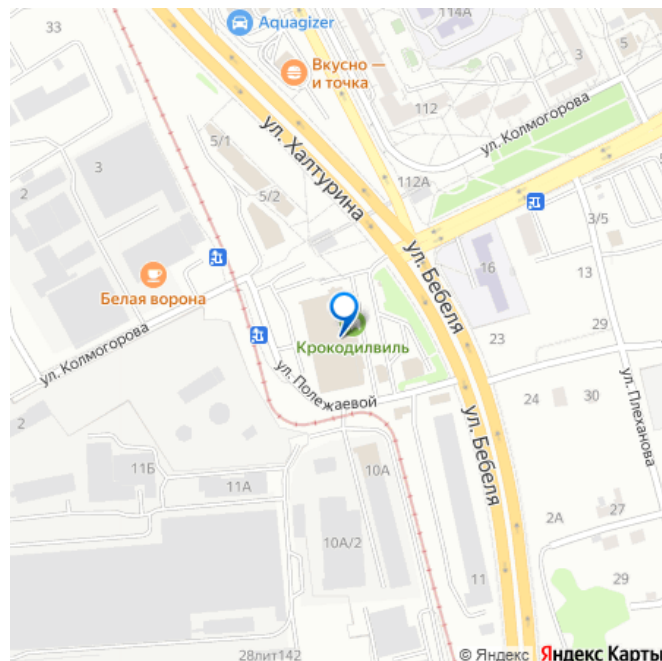 33
Aquagizer
114А
5
3
Вкусно —
и точка
112
ул. Колмогорова
5/1
ул. Халтурина
3
2
5/2
112А
3/5
ул. Бебеля
16
13
Белая ворона
29
23
Крокодилвиль
ул. Колмогорова
ул. Полежаевой
ул. Плеханова
30
24
2
ул. Бебеля
11Б
10А
11А
27
2А
10А/2
11
29
28лит142
© Яндекс Яндекс Карты